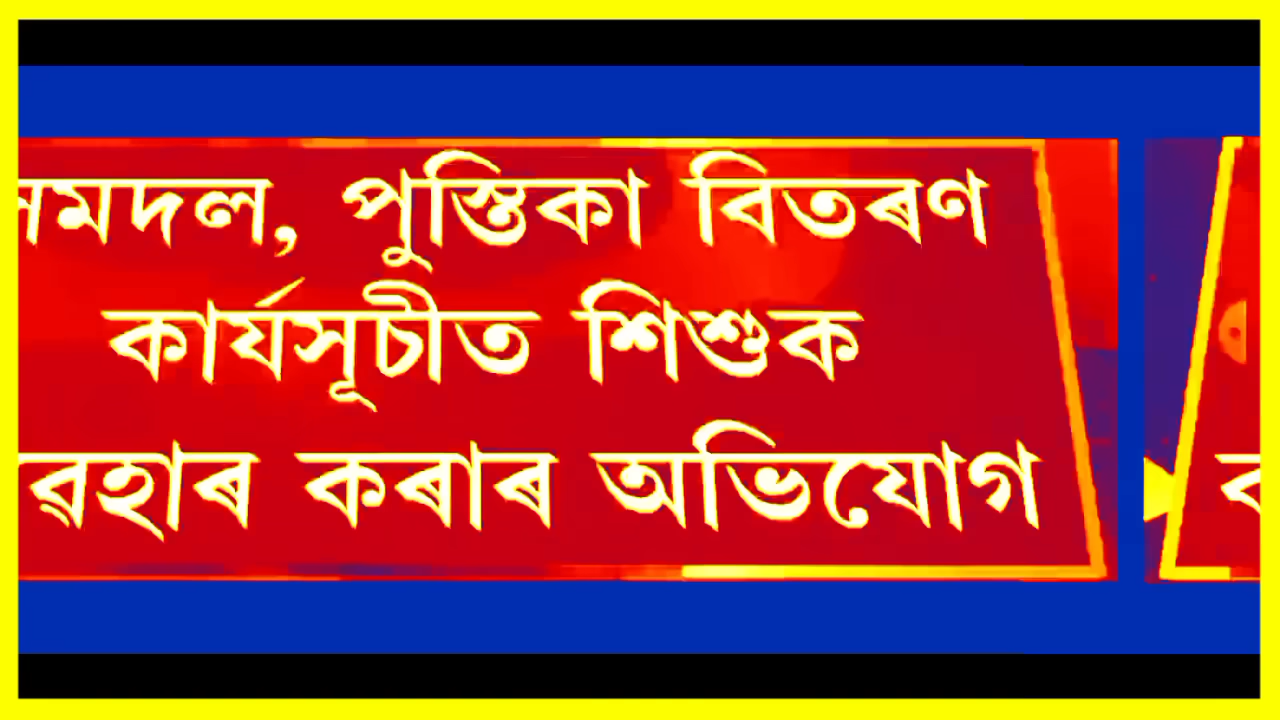 পুস্তিকা বিতৰণ
কাৰ্যসূচীত শিশুক
কৰাৰ অভিযোগ